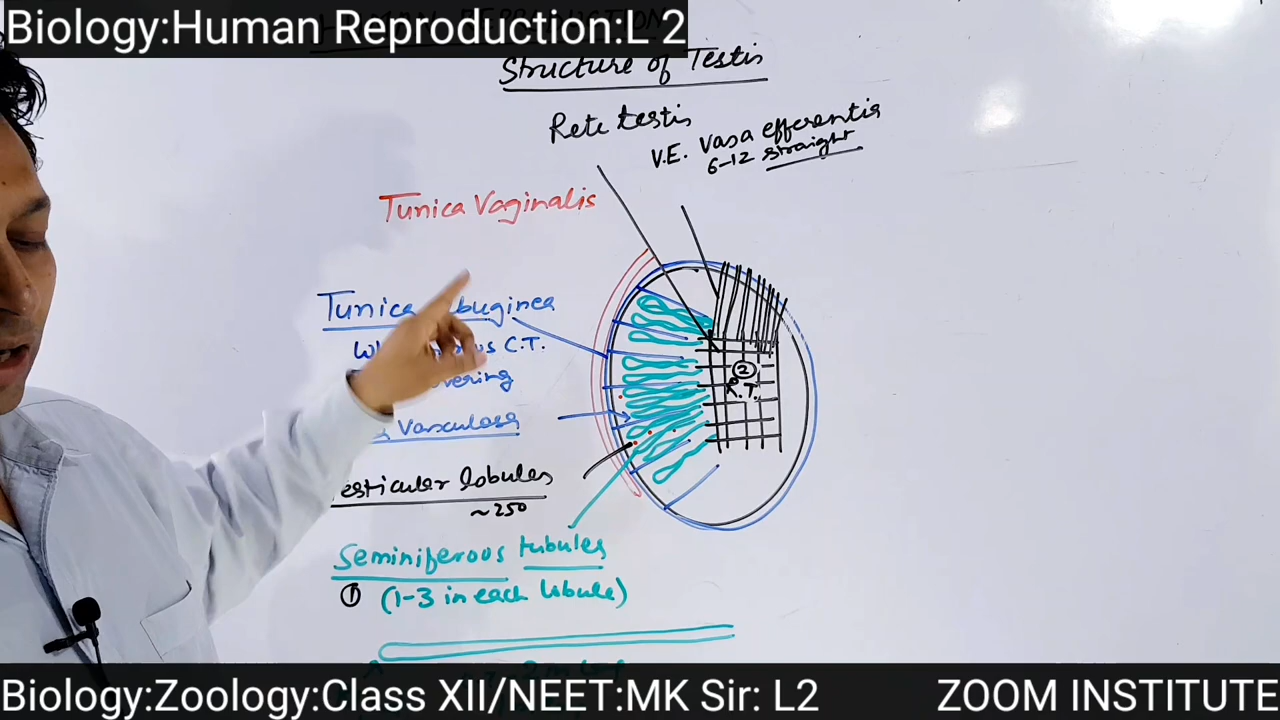 Biology:Human Reproduction:L 2
Structure of Testis
Rete testis
V.E. Vasa efferentia
6-12 straight
Tunica Vaginalis
Tunica
C.T.
Vasculosa
②
R.T.
lobules
~250
Seminiferous tubules
① (1-3 in each lobule)
Biology:Zoology:Class XII/NEET:MK Sir: L2
ZOOM INSTITUTE